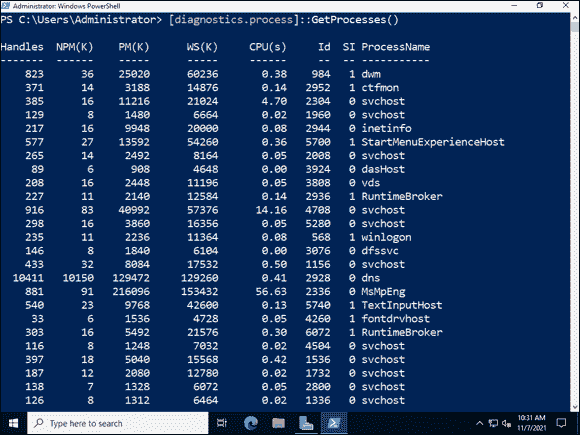 Administrator: Windows PowerShell
PS C:\Users\Administrator> [diagnostics.process]::GetProcesses()
Handles NPM(K) PM(K) WS(K) CPU(s) Id SI ProcessName
------- ------ ----- ----- ------ -- -- -----------
823 36 25020 60236 0.38 984 1 dwm
371 14 3188 14876 0.14 2952 1 ctfmon
385 16 11216 21024 4.70 2304 0 svchost
129 8 1480 6664 0.02 1960 0 svchost
217 16 9948 20000 0.08 2944 0 inetinfo
577 27 13592 54260 0.36 5700 1 StartMenuExperienceHost
265 14 2492 8164 0.05 2008 0 svchost
89 6 908 4648 0.00 3924 0 dasHost
208 16 2448 11196 0.05 3808 0 vds
227 11 2140 12584 0.14 2936 1 RuntimeBroker
916 83 40992 57376 14.16 4708 0 svchost
298 16 3860 16356 0.05 5280 0 svchost
235 11 2236 11364 0.08 568 1 winlogon
146 8 1840 6104 0.00 3076 0 dfssvc
433 32 8084 17532 0.50 1156 0 svchost
10411 10150 129472 129260 0.41 2928 0 dns
881 91 216096 153432 56.63 2336 0 MsMpEng
540 23 9768 42600 0.13 5740 1 TextInputHost
33 6 1536 4728 0.05 4260 1 fontdrvhost
303 16 5492 21576 0.30 6072 1 RuntimeBroker
116 8 1248 7032 0.02 4504 0 svchost
397 18 5040 15568 0.42 1536 0 svchost
187 12 2080 12780 0.02 1732 0 svchost
138 7 1328 6072 0.05 2800 0 svchost
126 8 1312 6464 0.02 1336 0 svchost
Type here to search
10:31 AM
11/7/2021